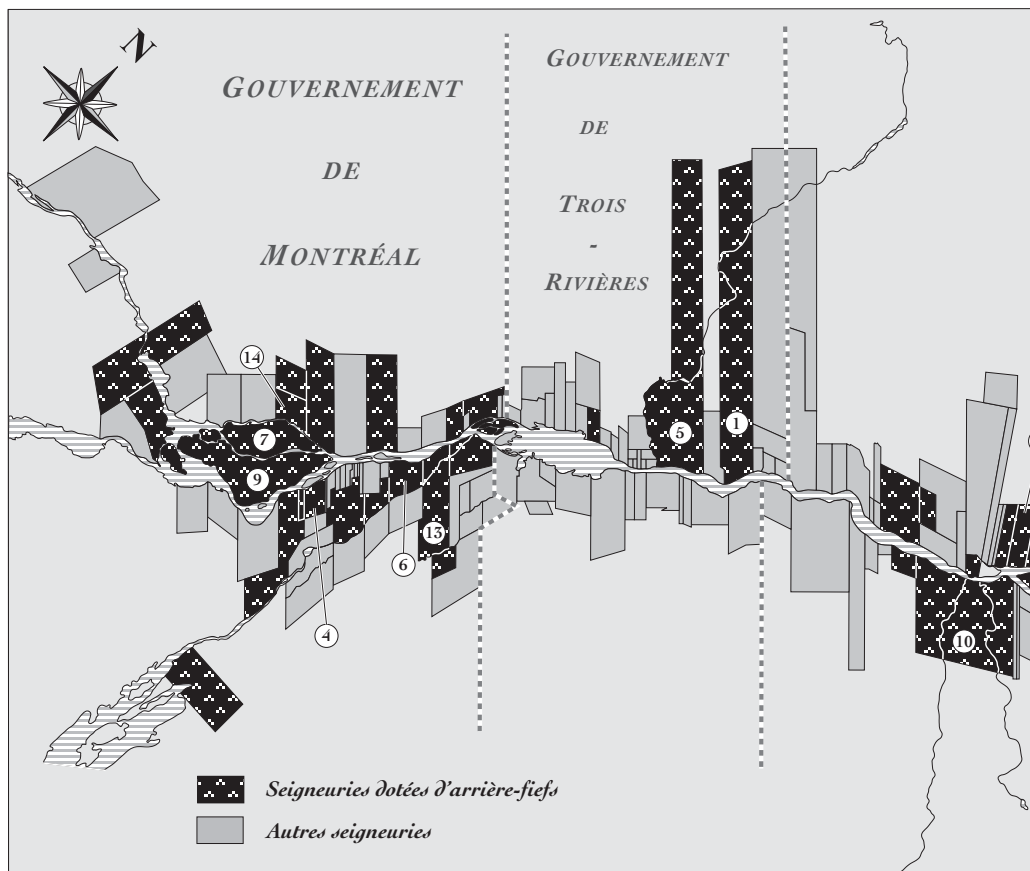 N
GOUVERNEMENT
DE
MONTRÉAL
GOUVERNEMENT
DE
TROIS
-
RIVIÈRES
14
7
9
5
1
13
6
4
10
Seigneuries dotées d'arrière-fiefs
Autres seigneuries